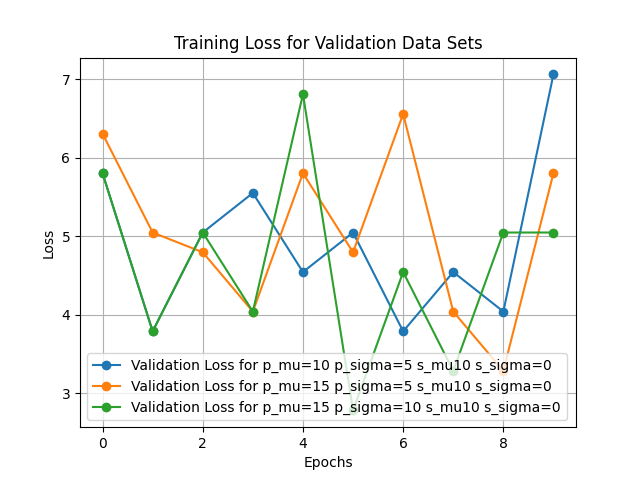 Training Loss for Validation Data Sets
7
6
5
4
3
Loss
Validation Loss for p_mu=10 p_sigma=5 s_mu10 s_sigma=0
Validation Loss for p_mu=15 p_sigma=5 s_mu10 s_sigma=0
Validation Loss for p_mu=15 p_sigma=10 s_mu10 s_sigma=0
0 2 4 6 8
Epochs